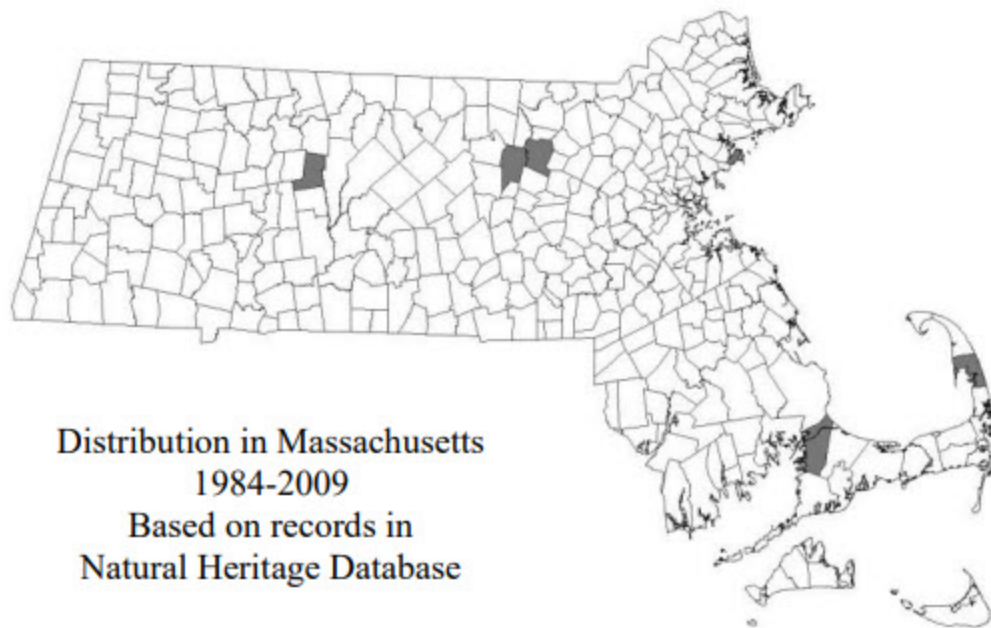 Distribution in Massachusetts
1984-2009
Based on records in
Natural Heritage Database